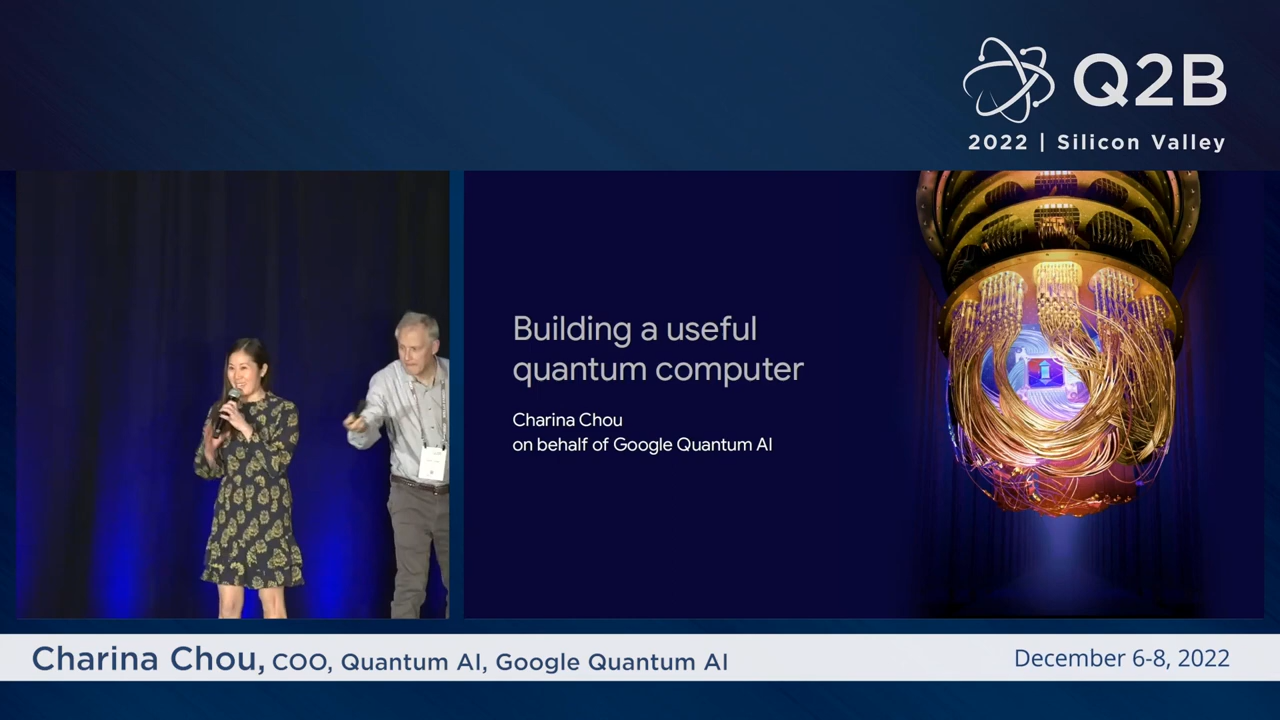 Q2B
2022 | Silicon Valley
Building a useful
quantum computer
Charina Chou
on behalf of Google Quantum AI
Charina Chou, COO, Quantum AI, Google Quantum AI
December 6-8, 2022